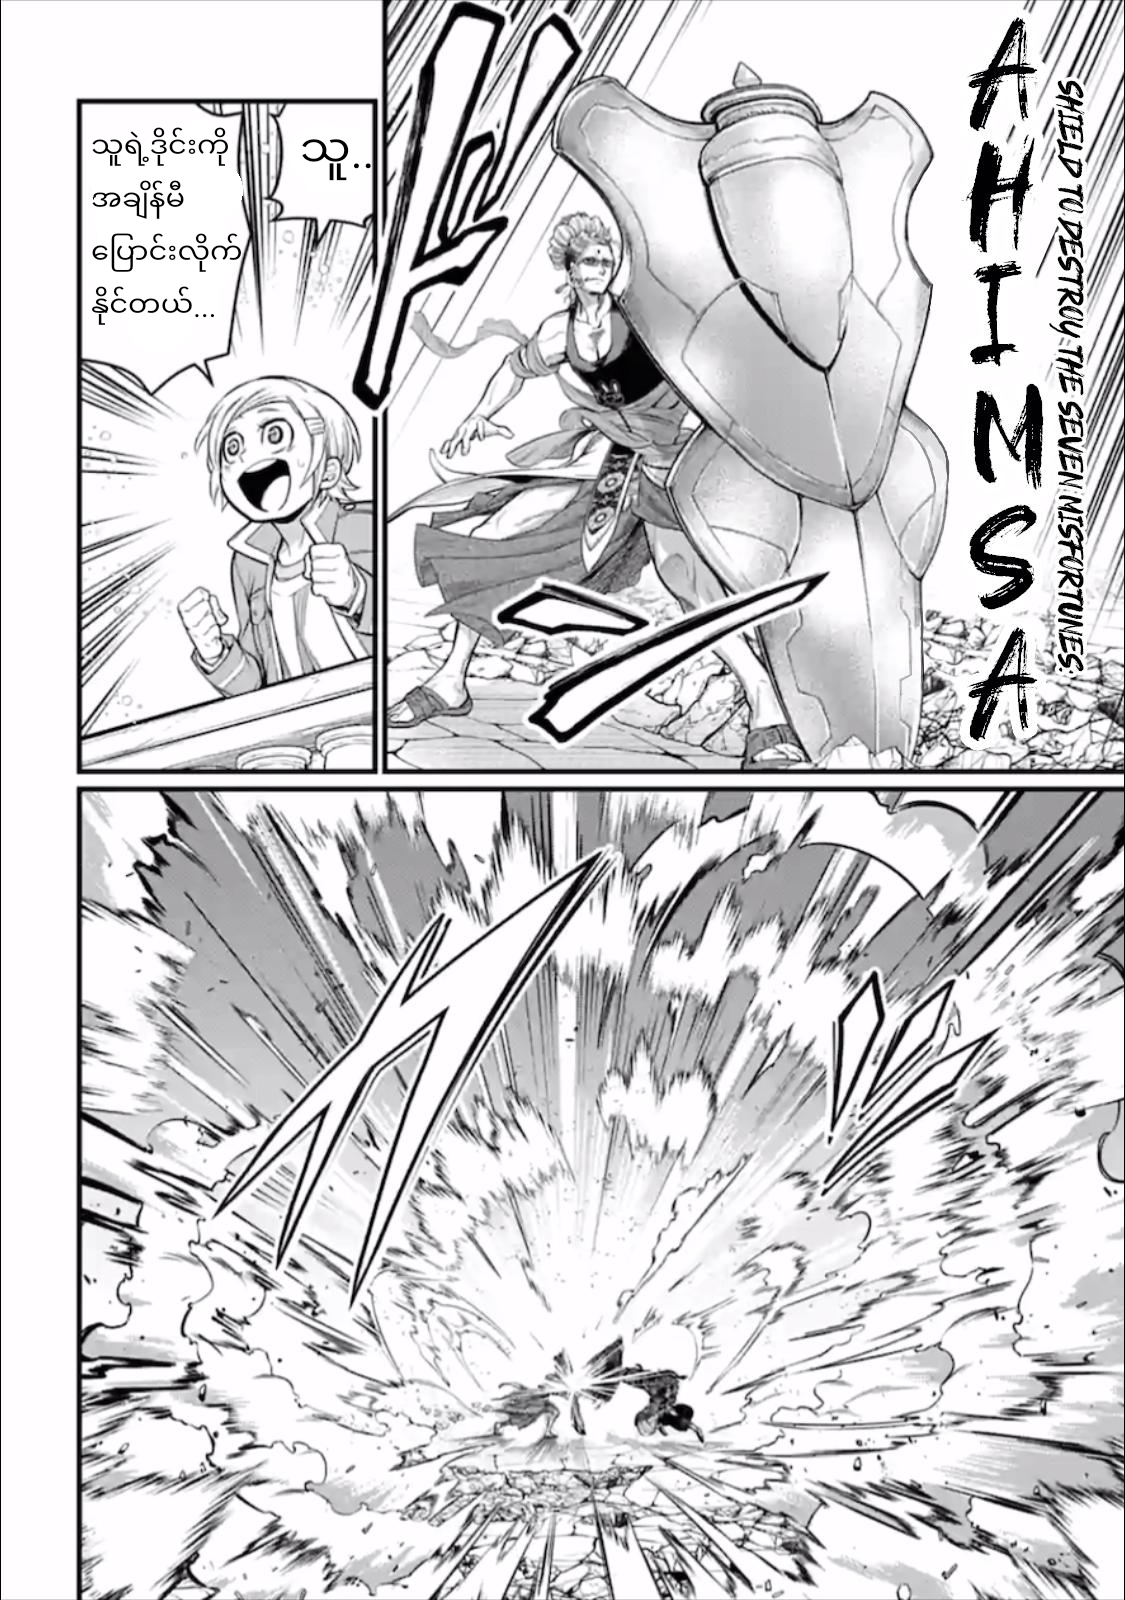 SHIELD TO DESTROY THE SEVEN MISFORTUNES:
AHIMSA
သူ..
သူရဲ့ဒိုင်းကို
အချိန်မီ
ပြောင်းလိုက်
နိုင်တယ်...